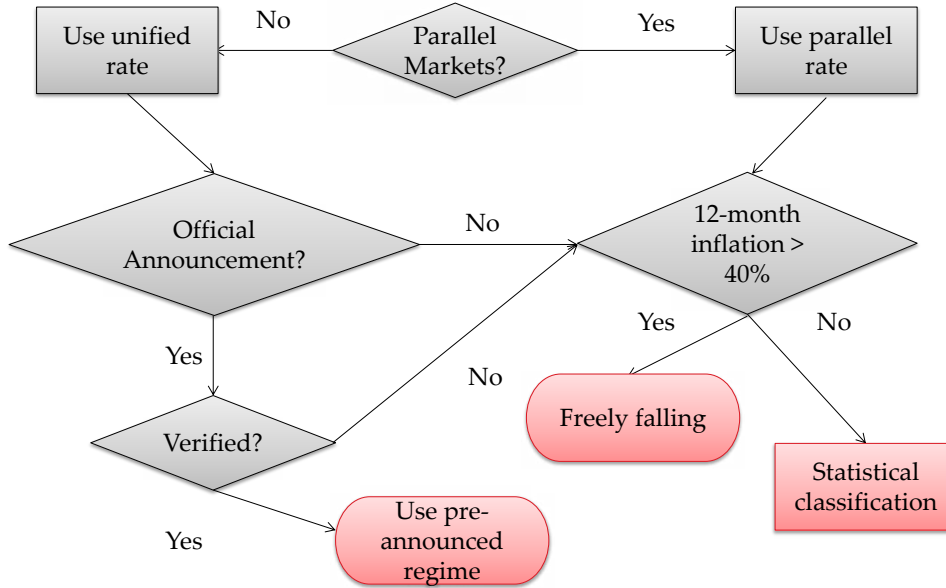 Use unified
rate
No
Parallel
Markets?
Yes
Use parallel
rate
Official
Announcement?
No
12-month
inflation >
40%
Yes
No
Yes
No
Verified?
Freely falling
Statistical
classification
Yes
Use pre-
announced
regime